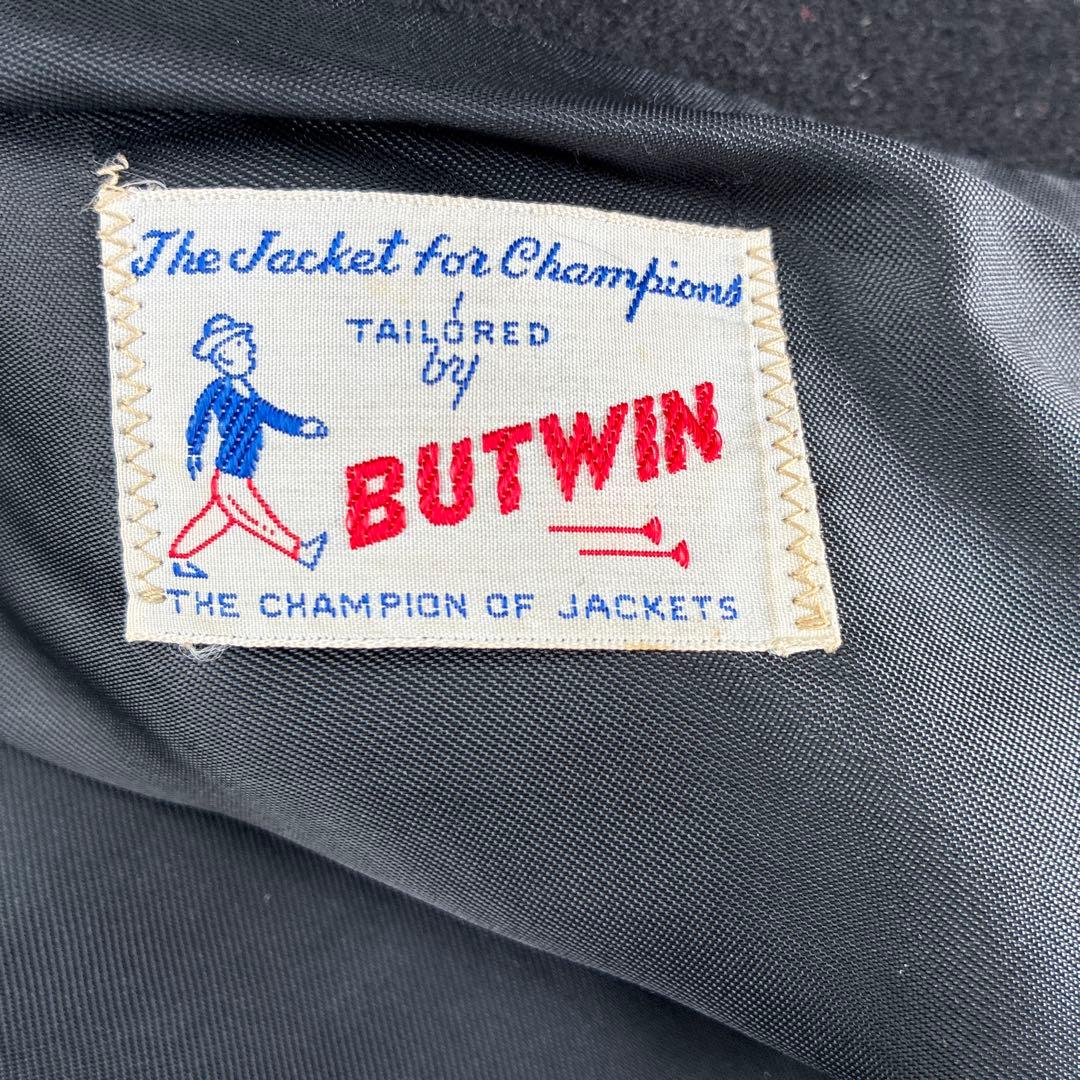 The Jacket for Champions
TAILORED
by
BUTWIN
THE CHAMPION OF JACKETS